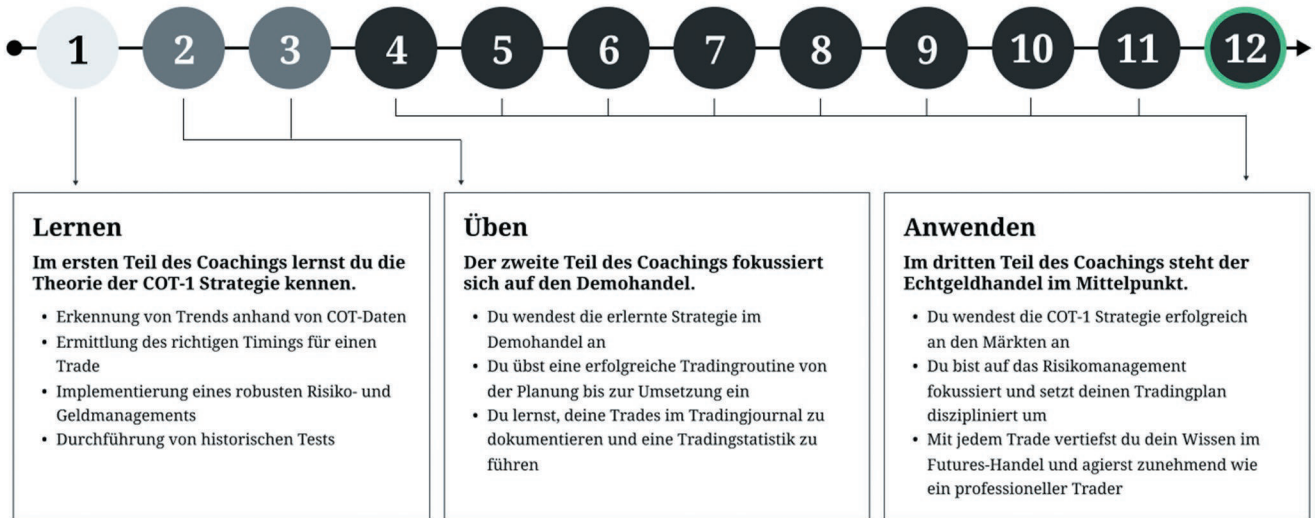 1 2 3 4 5 6 7 8 9 10 11 12
Lernen
Im ersten Teil des Coachings lernst du die
Theorie der COT-1 Strategie kennen.
• Erkennung von Trends anhand von COT-Daten
• Ermittlung des richtigen Timings für einen
Trade
• Implementierung eines robusten Risiko- und
Geldmanagements
• Durchführung von historischen Tests
Üben
Der zweite Teil des Coachings fokussiert
sich auf den Demohandel.
• Du wendest die erlernte Strategie im
Demohandel an
• Du übst eine erfolgreiche Tradingroutine von
der Planung bis zur Umsetzung ein
• Du lernst, deine Trades im Tradingjournal zu
dokumentieren und eine Tradingstatistik zu
führen
Anwenden
Im dritten Teil des Coachings steht der
Echtgeldhandel im Mittelpunkt.
• Du wendest die COT-1 Strategie erfolgreich
an den Märkten an
• Du bist auf das Risikomanagement
fokussiert und setzt deinen Tradingplan
diszipliniert um
• Mit jedem Trade vertiefst du dein Wissen im
Futures-Handel und agierst zunehmend wie
ein professioneller Trader